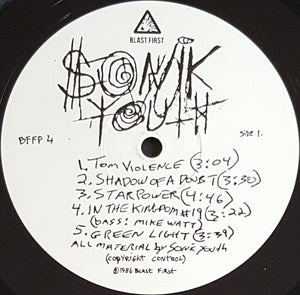 BLAST FIRST
$ONIK
YOUTH
BFFP 4
SIDE 1.
1. TOM VIOLENCE (3:04)
2. SHADOW OF A DOUBT (3:30)
3. STARPOWER (4:46)
4. IN THE KINGDOM #19 (3:22)
(BASS: MIKE WATT)
5. GREEN LIGHT (3:39)
ALL MATERIAL BY SONIC YOUTH
(COPYRIGHT CONTROL)
©1986 BLAST FIRST